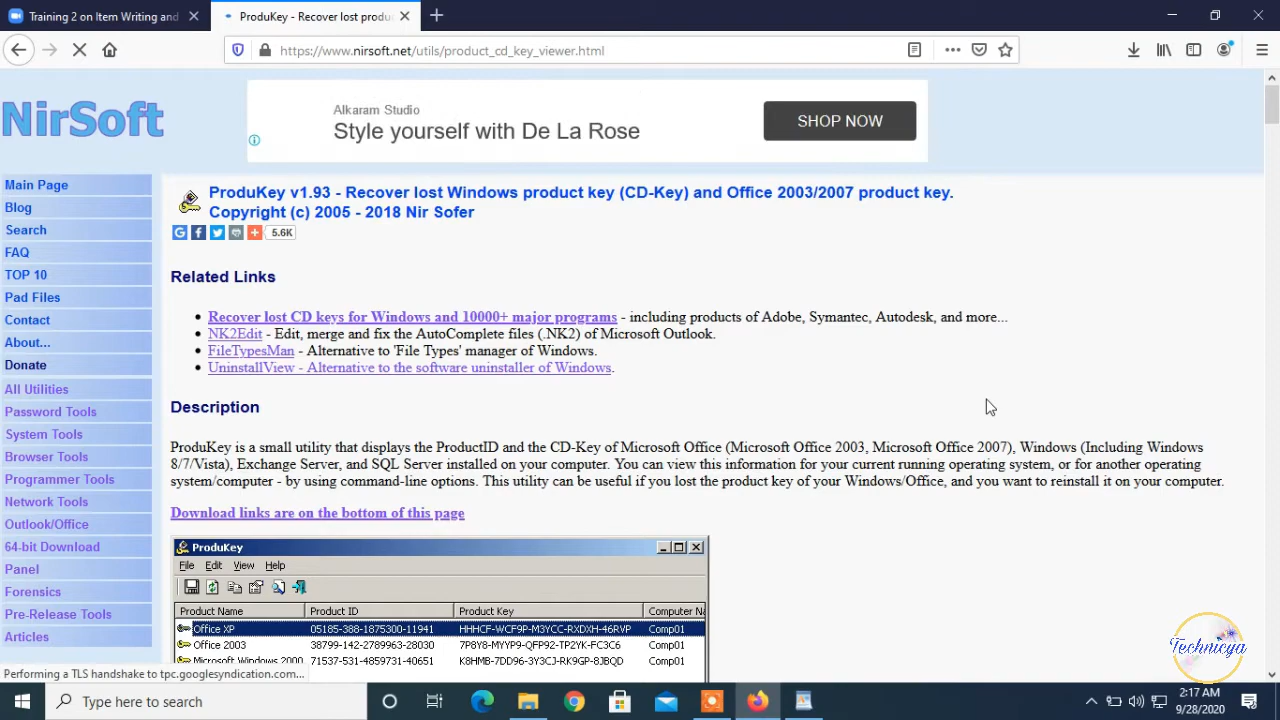 Training 2 on Item Writing and
ProduKey - Recover lost produ
https://www.nirsoft.net/utils/product_cd_key_viewer.html
NirSoft
Alkaram Studio
Style yourself with De La Rose
SHOP NOW
Main Page
Blog
Search
FAQ
TOP 10
Pad Files
Contact
About...
Donate
All Utilities
Password Tools
System Tools
Browser Tools
Programmer Tools
Network Tools
Outlook/Office
64-bit Download
Panel
Forensics
Pre-Release Tools
Articles
ProduKey v1.93 - Recover lost Windows product key (CD-Key) and Office 2003/2007 product key.
Copyright (c) 2005 - 2018 Nir Sofer
5.6K
Related Links
• Recover lost CD keys for Windows and 10000+ major programs - including products of Adobe, Symantec, Autodesk, and more...
• NK2Edit - Edit, merge and fix the AutoComplete files (.NK2) of Microsoft Outlook.
• FileTypesMan - Alternative to 'File Types' manager of Windows.
• UninstallView - Alternative to the software uninstaller of Windows.
Description
ProduKey is a small utility that displays the ProductID and the CD-Key of Microsoft Office (Microsoft Office 2003, Microsoft Office 2007), Windows (Including Windows
8/7/Vista), Exchange Server, and SQL Server installed on your computer. You can view this information for your current running operating system, or for another operating
system/computer - by using command-line options. This utility can be useful if you lost the product key of your Windows/Office, and you want to reinstall it on your computer.
Download links are on the bottom of this page
ProduKey
File Edit View Help
Product Name Product ID Product Key Computer Na
Office XP 05185-388-1875300-11941 HHHCF-WCF9P-M3YCC-RXDXH-46RVP Comp01
Office 2003 38799-142-2789963-28030 7P8Y8-MYYP9-QFP92-TP2YK-FC3C6 Comp01
Microsoft Windows 2000 71537-531-4859731-40651 K8HMB-7DD96-3Y3CJ-RK9GP-8JBQD Comp01
Performing a TLS handshake to tpc.googlesyndication.com...
Technicya
Type here to search
2:17 AM
9/28/2020